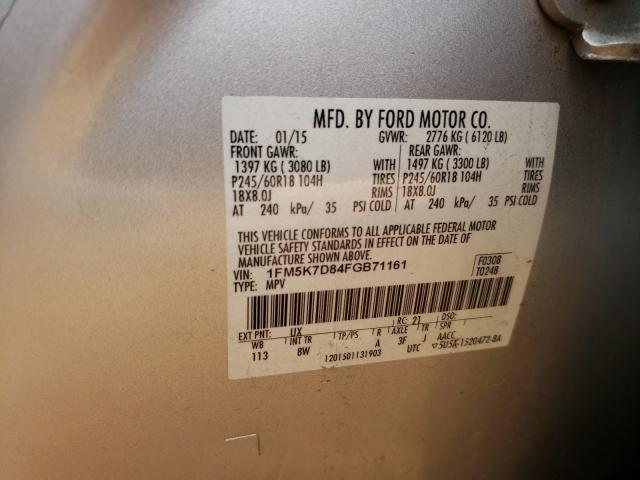 MFD. BY FORD MOTOR CO.
DATE: 01/15 GVWR: 2776 KG ( 6120 LB)
FRONT GAWR: REAR GAWR:
1397 KG ( 3080 LB) WITH 1497 KG ( 3300 LB) WITH
P245/60R18 104H TIRES P245/60R18 104H TIRES
18X8.0J RIMS 18X8.0J RIMS
AT 240 kPa/ 35 PSI COLD AT 240 kPa/ 35 PSI COLD
THIS VEHICLE CONFORMS TO ALL APPLICABLE FEDERAL MOTOR
VEHICLE SAFETY STANDARDS IN EFFECT ON THE DATE OF
MANUFACTURE SHOWN ABOVE.
VIN: 1FM5K7D84FGB71161 F0308
TYPE: MPV T0248
EXT PNT: UX RC: 21 DSO:
WB INT TR TP/PS R AXLE TR SPR
113 8W A 3F J AACC
1201501131903 UTC 5U5A-1520472-BA